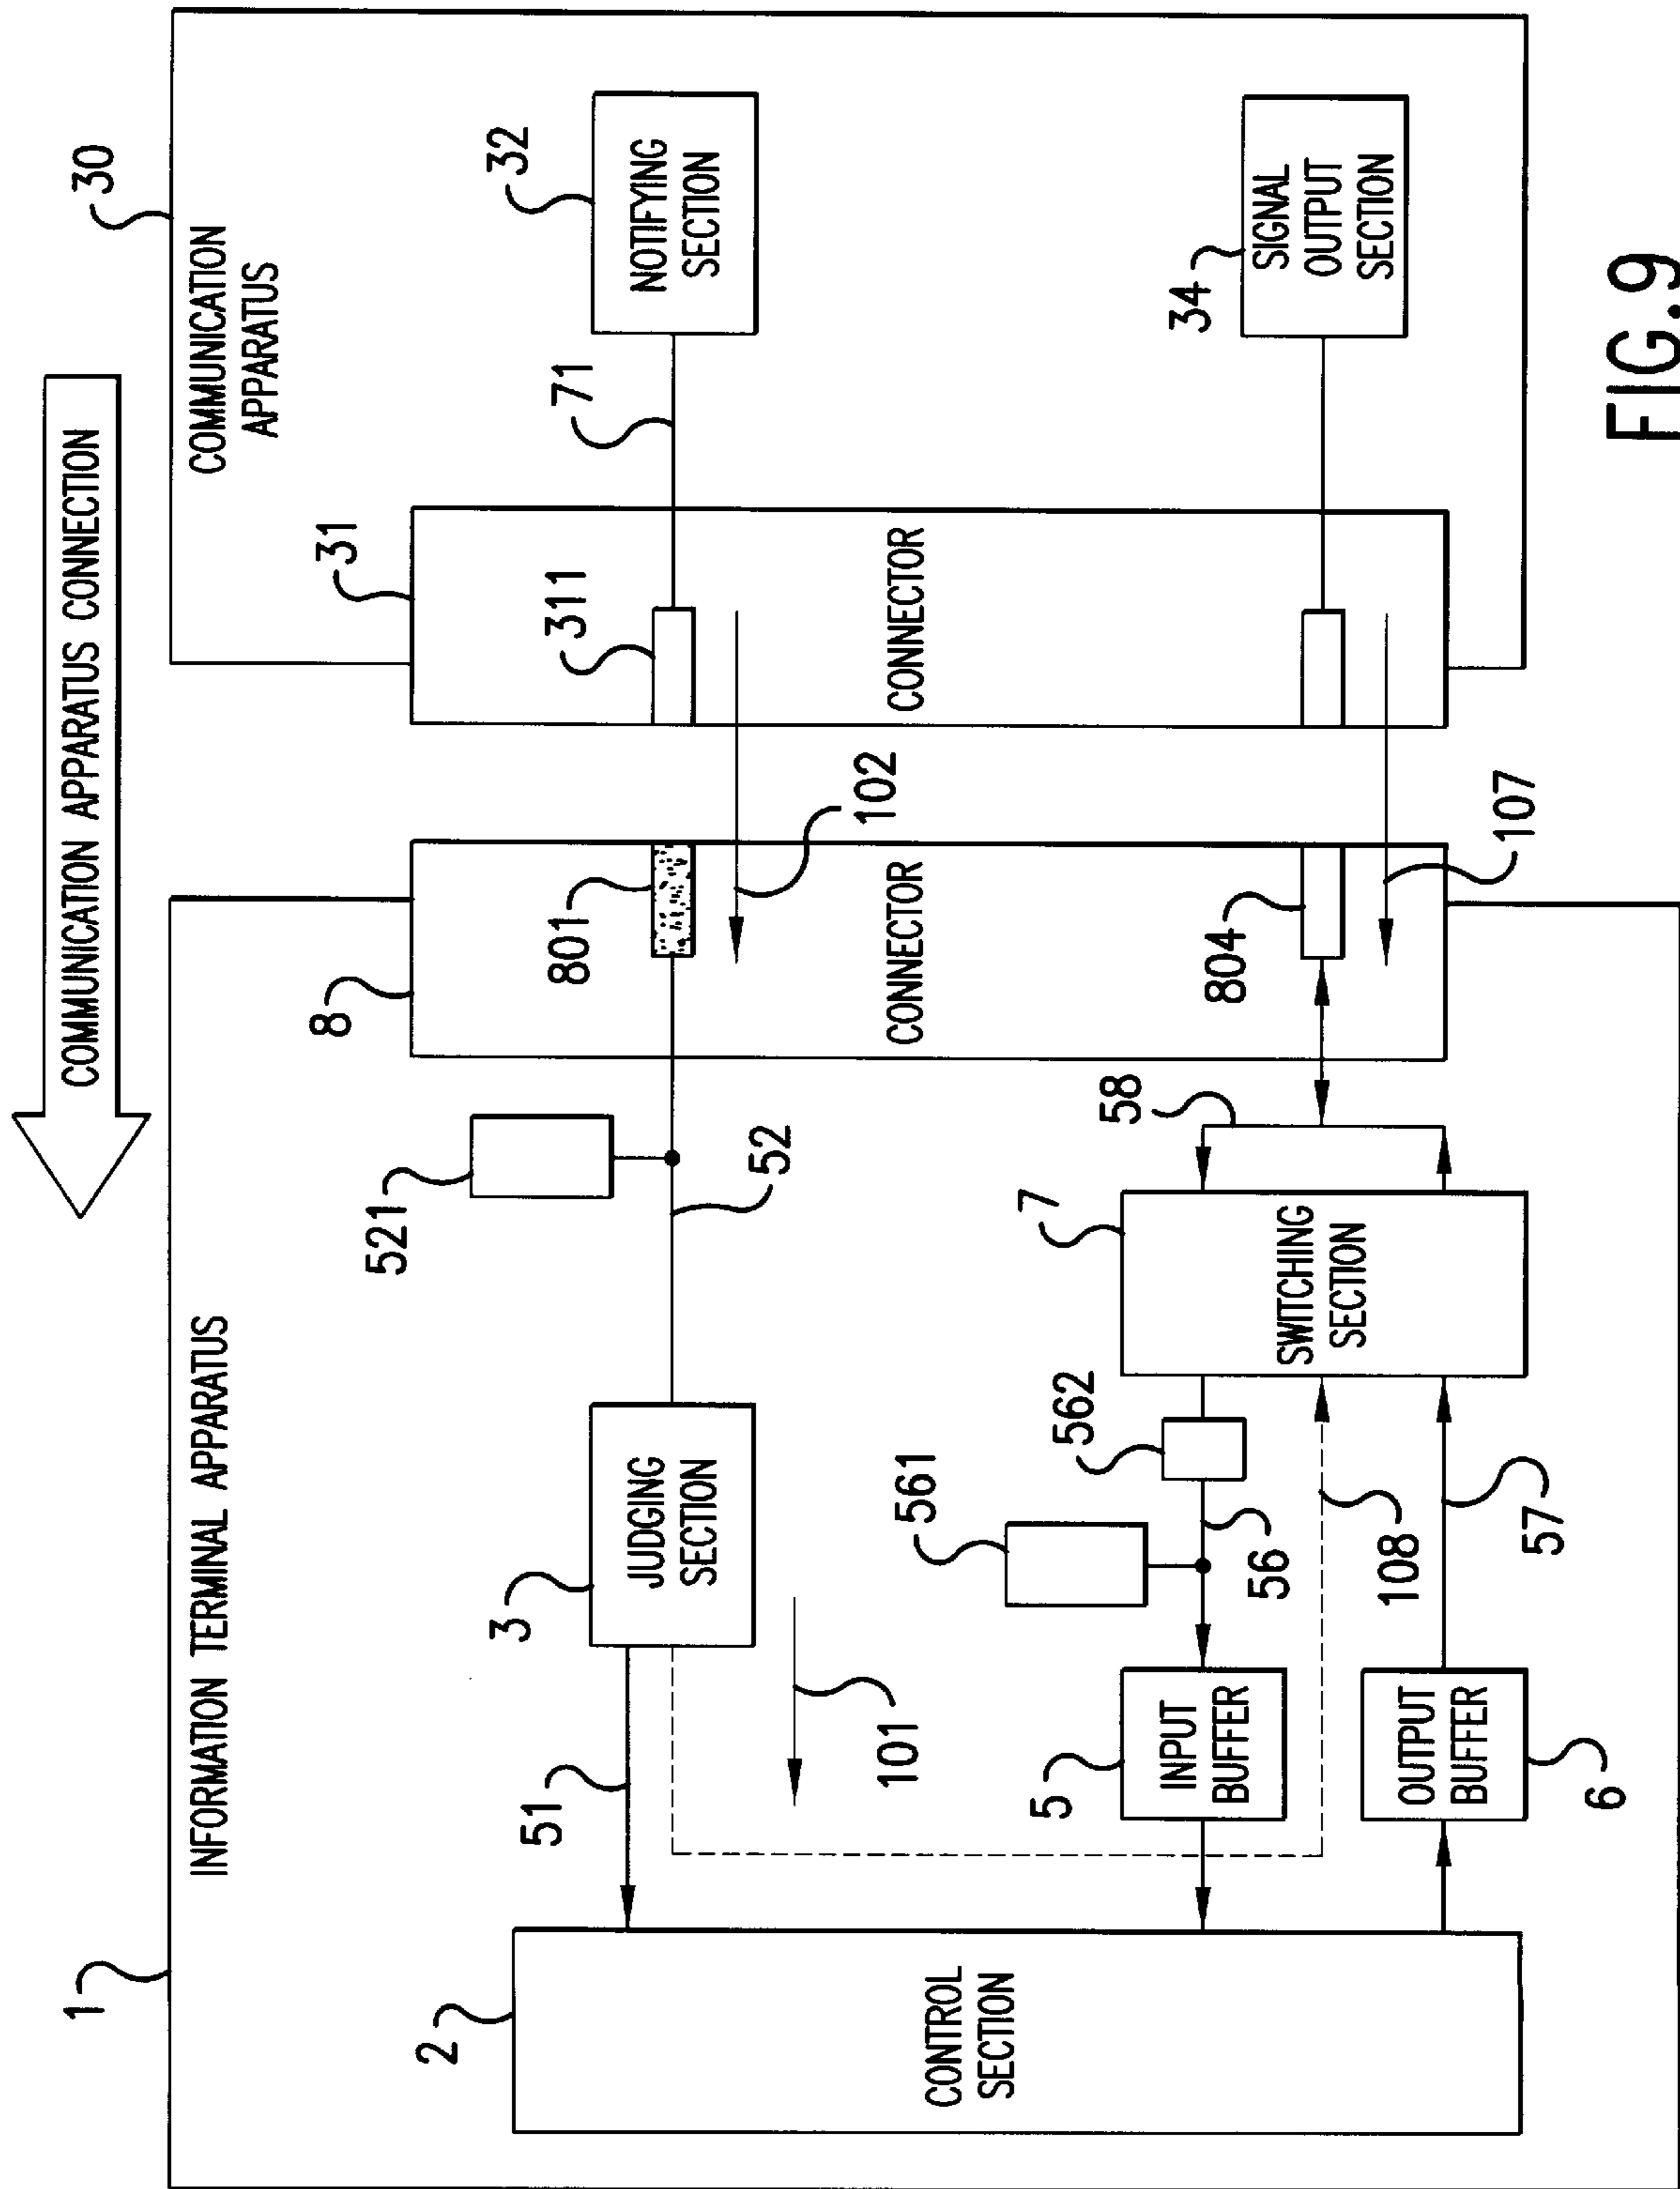 COMMUNICATION APPARATUS CONNECTION
1
INFORMATION TERMINAL APPARATUS
30
COMMUNICATION
APPARATUS
2
CONTROL
SECTION
51
3
JUDGING
SECTION
101
521
52
8
801
CONNECTOR
102
31
311
CONNECTOR
71
32
NOTIFYING
SECTION
5
INPUT
BUFFER
561
562
56
108
OUTPUT
BUFFER
6
57
7
SWITCHING
SECTION
58
804
107
34
SIGNAL
OUTPUT
SECTION
FIG.9